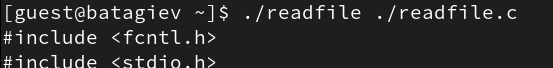 [guest@batagiev ~]$ ./readfile ./readfile.c
#include <fcntl.h>
#include <stdio.h>